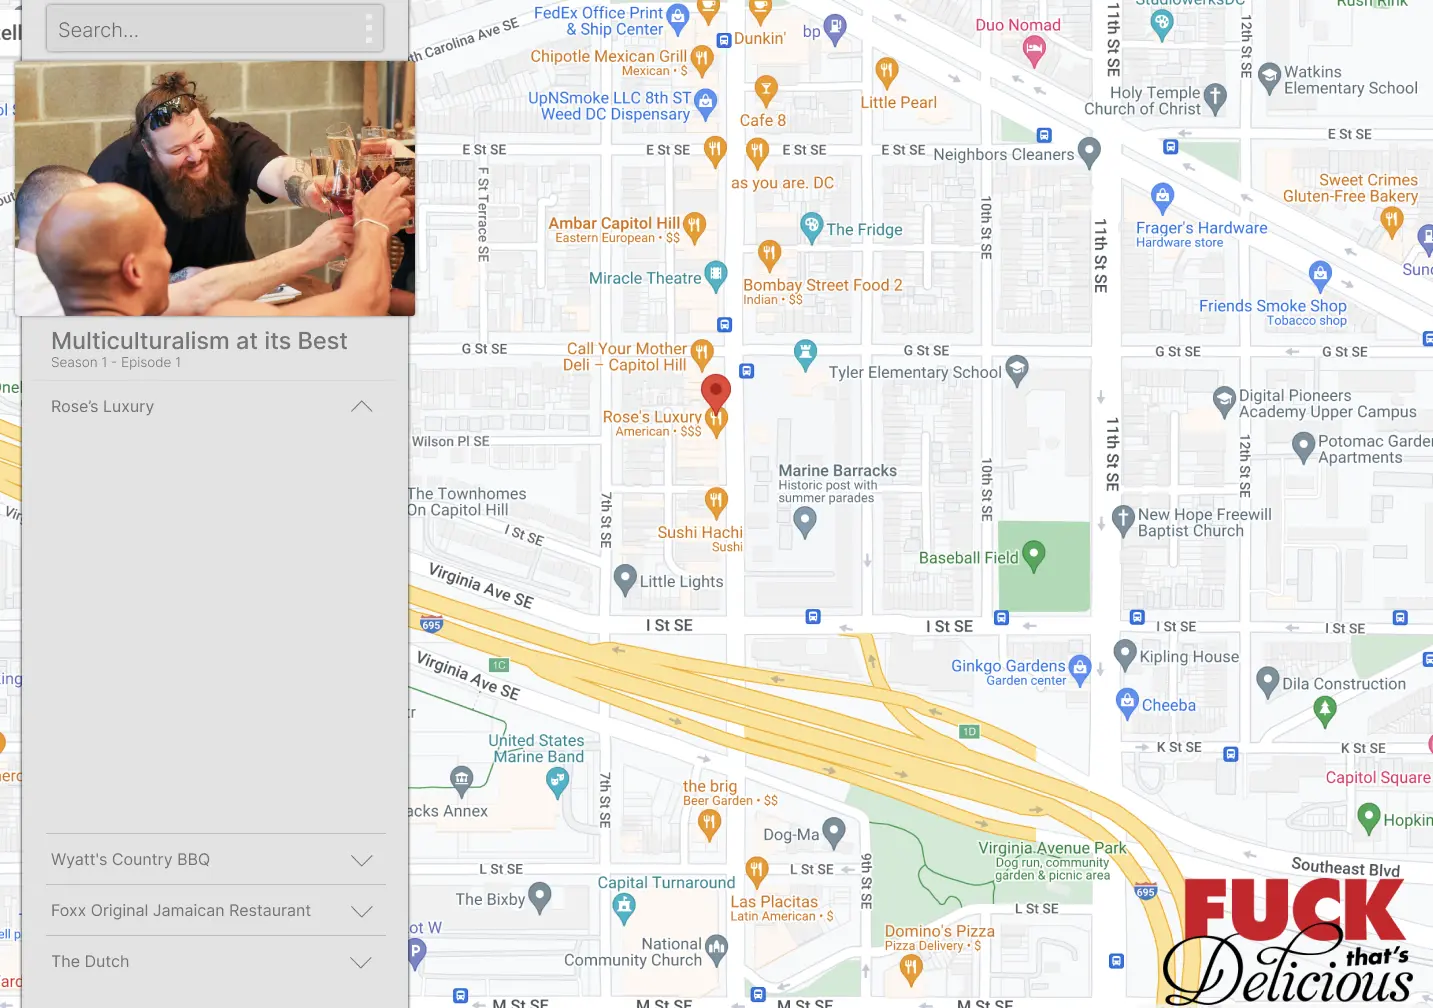 Search...
Multiculturalism at its Best
Season 1 - Episode 1
Rose's Luxury
Wyatt's Country BBQ
Foxx Original Jamaican Restaurant
The Dutch
FedEx Office Print
& Ship Center
Dunkin'
bp
Duo Nomad
11th St SE
12th St SE
Rush Rink
Chipotle Mexican Grill
Mexican • $
UpNSmoke LLC 8th ST
Weed DC Dispensary
Cafe 8
Little Pearl
Holy Temple
Church of Christ
Watkins
Elementary School
E St SE
E St SE
E St SE
E St SE
E St SE
Neighbors Cleaners
as you are. DC
F St Terrace SE
10th St SE
Sweet Crimes
Gluten-Free Bakery
Ambar Capitol Hill
Eastern European • $$
The Fridge
11th St SE
Frager's Hardware
Hardware store
Miracle Theatre
Bombay Street Food 2
Indian • $$
Friends Smoke Shop
Tobacco shop
G St SE
Call Your Mother
Deli – Capitol Hill
G St SE
G St SE
G St SE
Tyler Elementary School
Rose's Luxury
American • $$$
Digital Pioneers
Academy Upper Campus
Wilson Pl SE
11th St SE
12th St SE
Potomac Garde
Apartments
Marine Barracks
Historic post with
summer parades
10th St SE
The Townhomes
On Capitol Hill
7th St SE
I St SE
Sushi Hachi
Sushi
New Hope Freewill
Baptist Church
Baseball Field
Virginia Ave SE
Little Lights
695
I St SE
I St SE
I St SE
I St SE
Virginia Ave SE
1C
Ginkgo Gardens
Garden center
Kipling House
Dila Construction
Cheeba
1D
United States
Marine Band
K St SE
K St SE
7th St SE
the brig
Beer Garden • $$
Capitol Square
acks Annex
Dog-Ma
Hopkin
Virginia Avenue Park
Dog run, community
garden & picnic area
L St SE
L St SE
9th St SE
Southeast Blvd
Capital Turnaround
695
The Bixby
Las Placitas
Latin American • $
L St SE
Domino's Pizza
Pizza Delivery • $
National
Community Church
P
M St SE
M St SE
M St SE
M St SE
FUCK
that's
Delicious